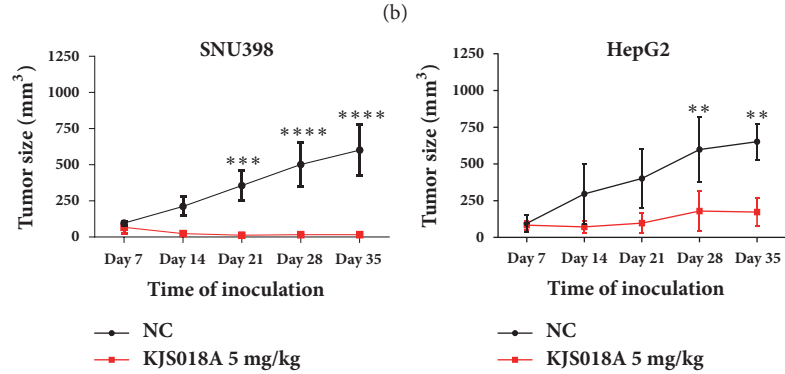 (b)
SNU398
Tumor size (mm³)
1250
1000
750
500
250
0
***
****
****
Day 7 Day 14 Day 21 Day 28 Day 35
Time of inoculation
NC
KJS018A 5 mg/kg
HepG2
Tumor size (mm³)
1250
1000
750
500
250
0
**
**
Day 7 Day 14 Day 21 Day 28 Day 35
Time of inoculation
NC
KJS018A 5 mg/kg